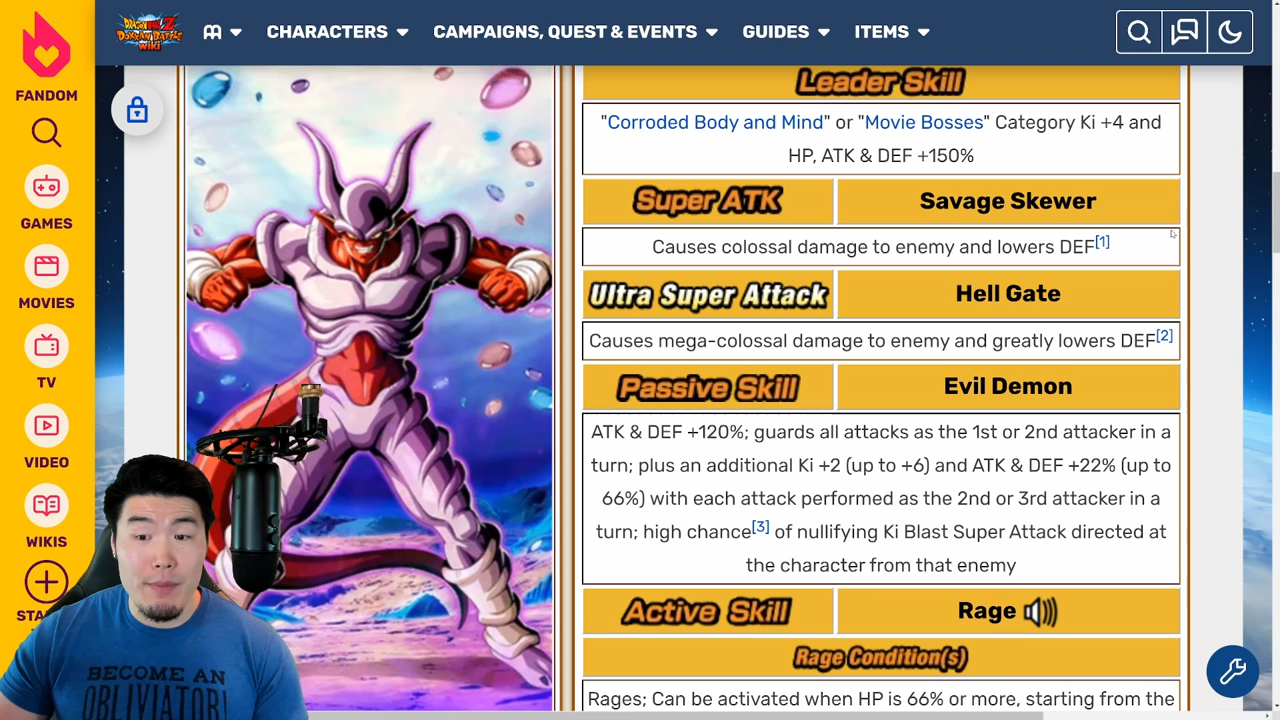 DRAGONBALL Z
DOKKAN BATTLE
WIKI
CHARACTERS
CAMPAIGNS, QUEST & EVENTS
GUIDES
ITEMS
FANDOM
GAMES
MOVIES
TV
VIDEO
WIKIS
STA
Leader Skill
"Corroded Body and Mind" or "Movie Bosses" Category Ki +4 and
HP, ATK & DEF +150%
Super ATK
Savage Skewer
Causes colossal damage to enemy and lowers DEF[1]
Ultra Super Attack
Hell Gate
Causes mega-colossal damage to enemy and greatly lowers DEF[2]
Passive Skill
Evil Demon
ATK & DEF +120%; guards all attacks as the 1st or 2nd attacker in a
turn; plus an additional Ki +2 (up to +6) and ATK & DEF +22% (up to
66%) with each attack performed as the 2nd or 3rd attacker in a
turn; high chance[3] of nullifying Ki Blast Super Attack directed at
the character from that enemy
Active Skill
Rage
Rage Condition(s)
Rages; Can be activated when HP is 66% or more, starting from the
BECOME AN
OBLIVIATOR!